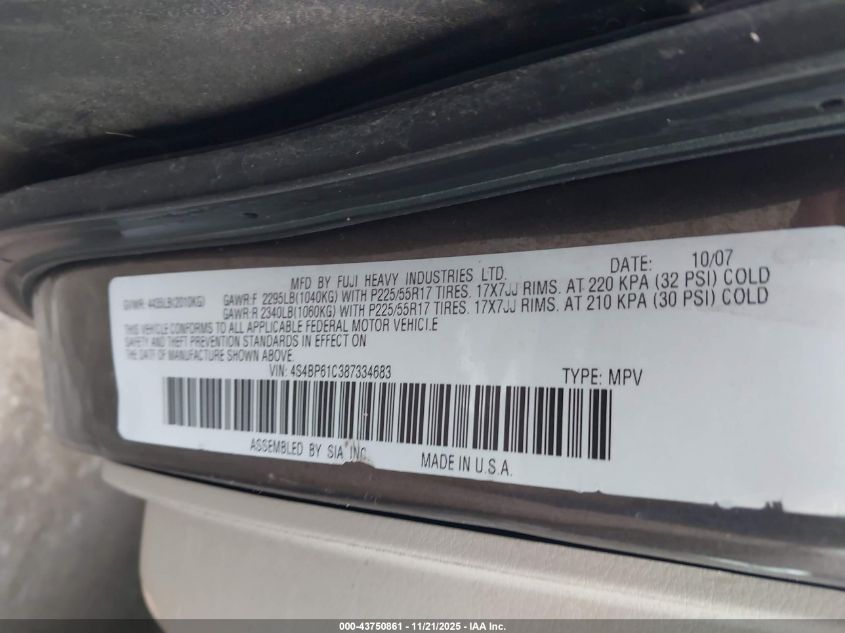 MFD BY FUJI HEAVY INDUSTRIES LTD. DATE: 10/07
GVWR: 4435LB(2010KG) GAWR:F 2295LB(1040KG) WITH P225/55R17 TIRES. 17X7JJ RIMS. AT 220 KPA (32 PSI) COLD
GAWR:R 2340LB(1060KG) WITH P225/55R17 TIRES. 17X7JJ RIMS. AT 210 KPA (30 PSI) COLD
THIS VEHICLE CONFORMS TO ALL APPLICABLE FEDERAL MOTOR VEHICLE
SAFETY AND THEFT PREVENTION STANDARDS IN EFFECT ON
THE DATE OF MANUFACTURE SHOWN ABOVE.
VIN: 4S4BP61C387334683 TYPE: MPV
ASSEMBLED BY SIA INC.
MADE IN U.S.A.
000-43750861 - 11/21/2025 - IAA Inc.